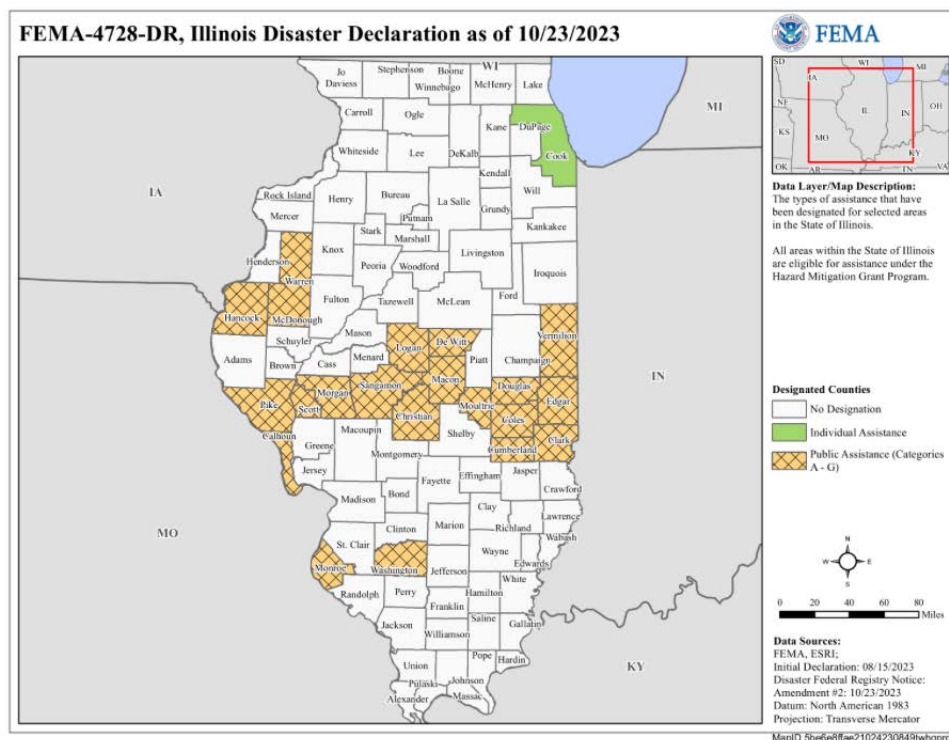 FEMA-4728-DR, Illinois Disaster Declaration as of 10/23/2023
FEMA
WI
MI
IA
IN
MO
KY
Jo
Daviess
Stephenson
Boone
Winnebago
McHenry
Lake
Carroll
Ogle
Kane
DuPage
Cook
Whiteside
Lee
DeKalb
Kendall
Will
Rock Island
Henry
Bureau
La Salle
Grundy
Mercer
Putnam
Kankakee
Stark
Marshall
Knox
Livingston
Henderson
Warren
Peoria
Woodford
Iroquois
Fulton
Tazewell
McLean
Ford
Hancock
McDonough
Mason
Schuyler
Logan
De Witt
Vermilion
Adams
Brown
Cass
Menard
Piatt
Champaign
Macon
Sangamon
Morgan
Douglas
Pike
Scott
Christian
Moultrie
Coles
Edgar
Calhoun
Greene
Macoupin
Shelby
Clark
Cumberland
Montgomery
Jersey
Fayette
Effingham
Jasper
Crawford
Madison
Bond
Clay
Lawrence
Clinton
Marion
Richland
Wabash
St. Clair
Wayne
Edwards
Monroe
Washington
Jefferson
White
Randolph
Perry
Hamilton
Franklin
Jackson
Saline
Gallatin
Williamson
Union
Pope
Hardin
Johnson
Pulaski
Alexander
Massac
SD
WI
MI
IA
NE
IL
IN
OH
KS
MO
KY
OK
AR
TN
VA
Data Layer/Map Description:
The types of assistance that have
been designated for selected areas
in the State of Illinois.
All areas within the State of Illinois
are eligible for assistance under the
Hazard Mitigation Grant Program.
Designated Counties
No Designation
Individual Assistance
Public Assistance (Categories
A - G)
N
W
E
S
0 20 40 60 80
Miles
Data Sources:
FEMA, ESRI;
Initial Declaration: 08/15/2023
Disaster Federal Registry Notice:
Amendment #2: 10/23/2023
Datum: North American 1983
Projection: Transverse Mercator